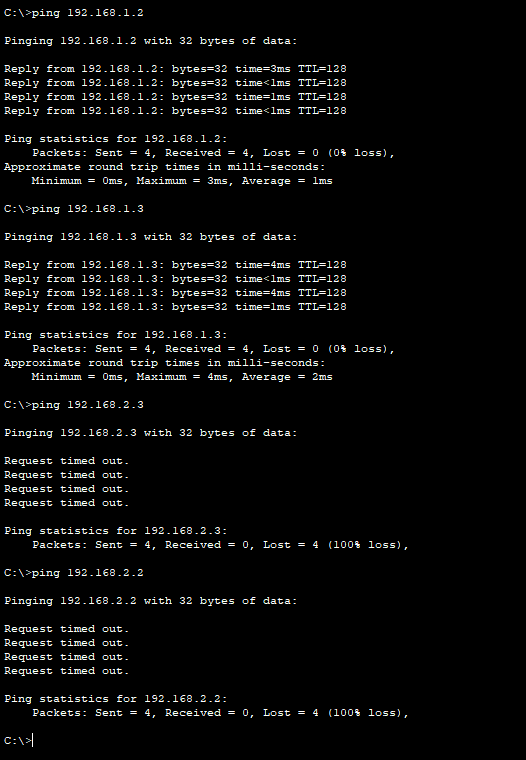 C:\>ping 192.168.1.2
Pinging 192.168.1.2 with 32 bytes of data:
Reply from 192.168.1.2: bytes=32 time=3ms TTL=128
Reply from 192.168.1.2: bytes=32 time<1ms TTL=128
Reply from 192.168.1.2: bytes=32 time=1ms TTL=128
Reply from 192.168.1.2: bytes=32 time<1ms TTL=128
Ping statistics for 192.168.1.2:
    Packets: Sent = 4, Received = 4, Lost = 0 (0% loss),
Approximate round trip times in milli-seconds:
    Minimum = 0ms, Maximum = 3ms, Average = 1ms
C:\>ping 192.168.1.3
Pinging 192.168.1.3 with 32 bytes of data:
Reply from 192.168.1.3: bytes=32 time=4ms TTL=128
Reply from 192.168.1.3: bytes=32 time<1ms TTL=128
Reply from 192.168.1.3: bytes=32 time=4ms TTL=128
Reply from 192.168.1.3: bytes=32 time=1ms TTL=128
Ping statistics for 192.168.1.3:
    Packets: Sent = 4, Received = 4, Lost = 0 (0% loss),
Approximate round trip times in milli-seconds:
    Minimum = 0ms, Maximum = 4ms, Average = 2ms
C:\>ping 192.168.2.3
Pinging 192.168.2.3 with 32 bytes of data:
Request timed out.
Request timed out.
Request timed out.
Request timed out.
Ping statistics for 192.168.2.3:
    Packets: Sent = 4, Received = 0, Lost = 4 (100% loss),
C:\>ping 192.168.2.2
Pinging 192.168.2.2 with 32 bytes of data:
Request timed out.
Request timed out.
Request timed out.
Request timed out.
Ping statistics for 192.168.2.2:
    Packets: Sent = 4, Received = 0, Lost = 4 (100% loss),
C:\>